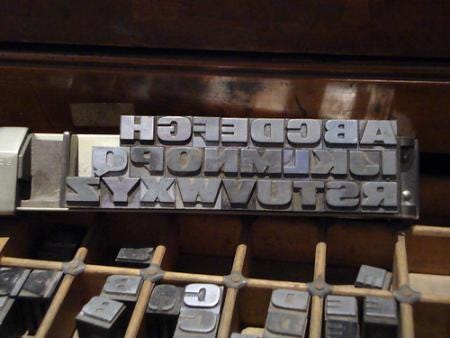 ABCDEFGH
IJKLMNOPQ
RSTUVWXYZ